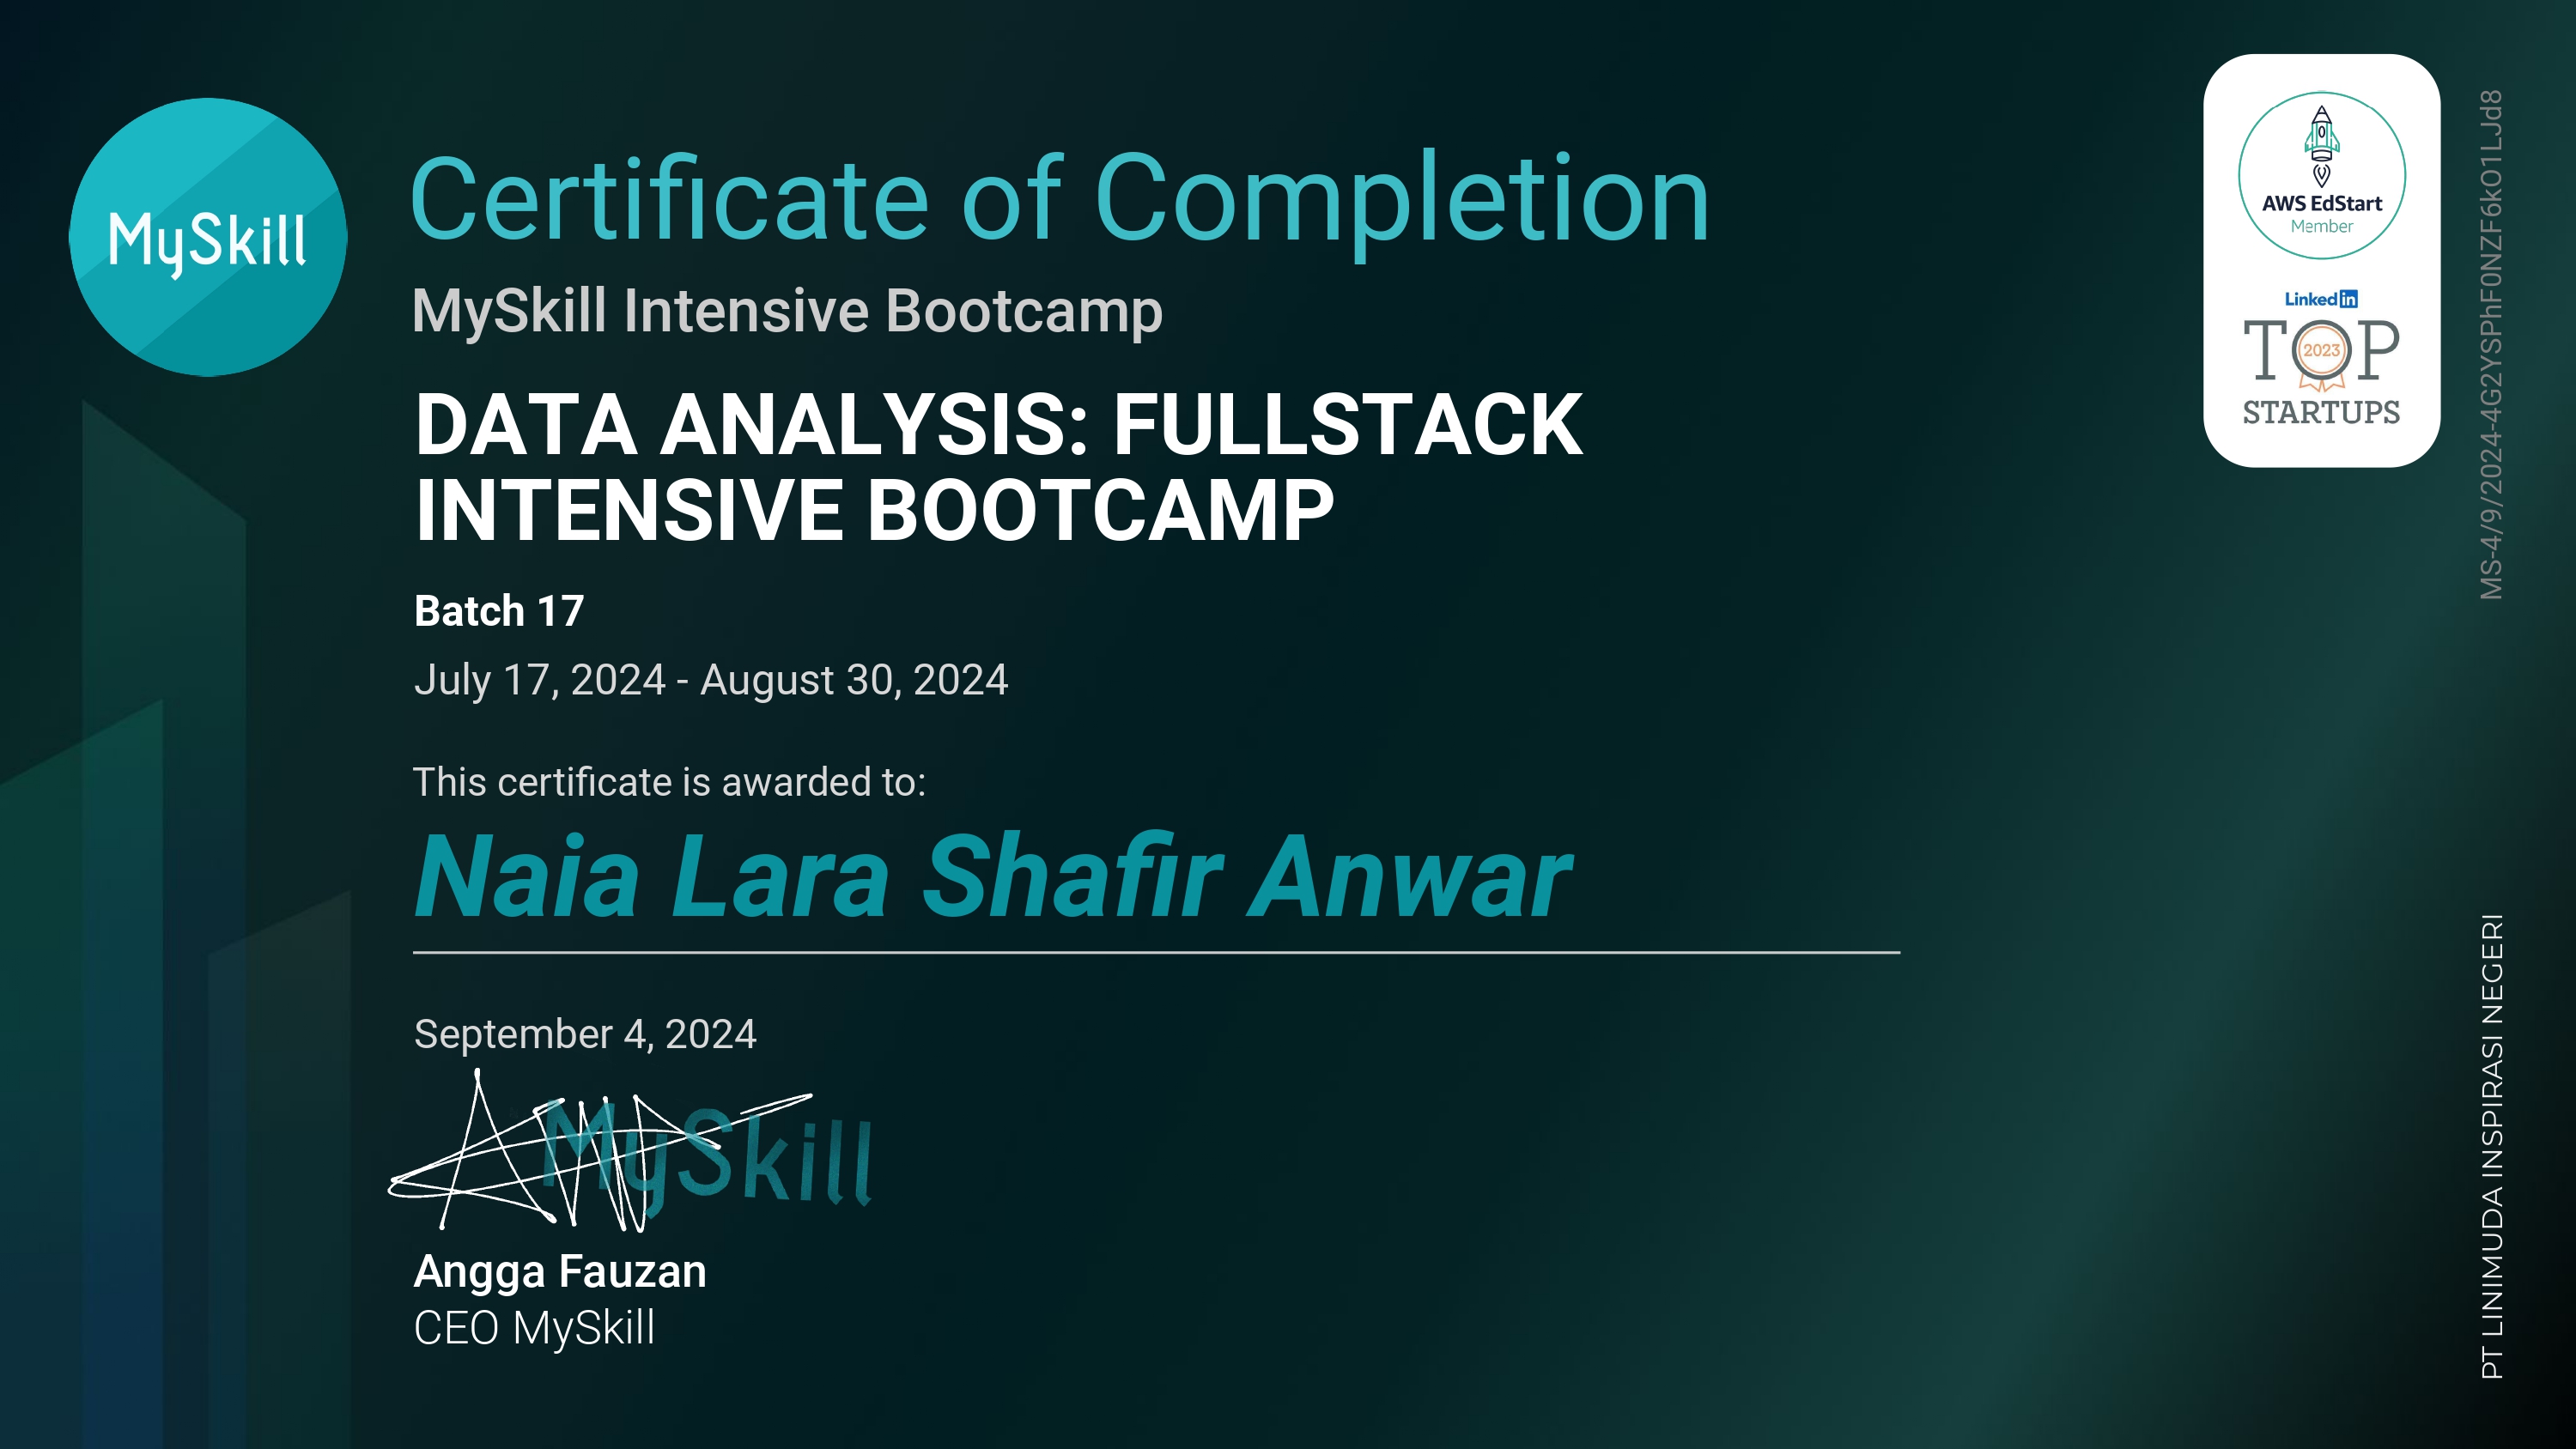 MySkill
Certificate of Completion
MySkill Intensive Bootcamp
DATA ANALYSIS: FULLSTACK
INTENSIVE BOOTCAMP
Batch 17
July 17, 2024 - August 30, 2024
This certificate is awarded to:
Naia Lara Shafir Anwar
September 4, 2024
MySkill
Angga Fauzan
CEO MySkill
AWS EdStart
Member
Linked in
TOP
2023
STARTUPS
MS-4/9/2024-4G2YSPhF0NZF6kO1LJd8
PT LINIMUDA INSPIRASI NEGERI